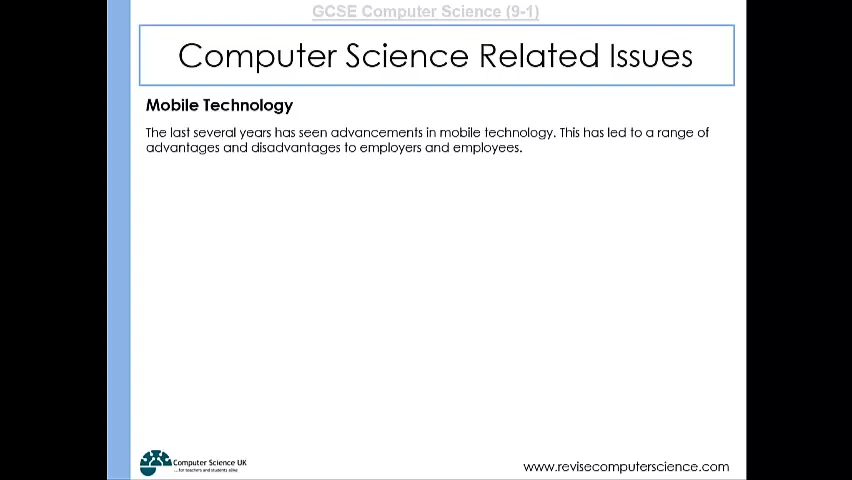 GCSE Computer Science (9-1)
Computer Science Related Issues
Mobile Technology
The last several years has seen advancements in mobile technology. This has led to a range of
advantages and disadvantages to employers and employees.
Computer Science UK
...for teachers and students alike
www.revisecomputerscience.com